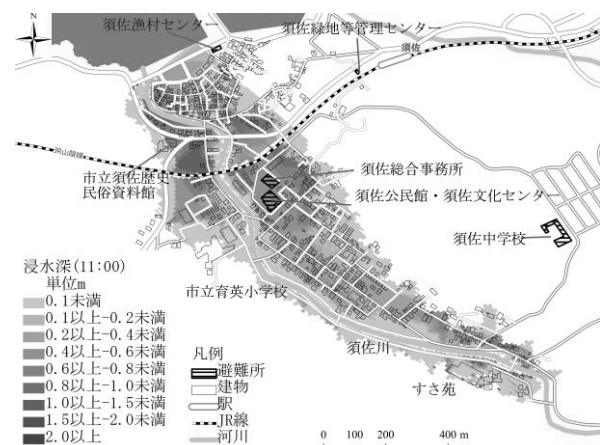 N
須佐漁村センター
須佐緑地等管理センター
須佐
JR山陰線
市立須佐歴史
民俗資料館
須佐総合事務所
須佐公民館・須佐文化センター
須佐中学校
市立育英小学校
須佐川
すさ苑
浸水深(11:00)
単位m
0.1未満
0.1以上-0.2未満
0.2以上-0.4未満
0.4以上-0.6未満
0.6以上-0.8未満
0.8以上-1.0未満
1.0以上-1.5未満
1.5以上-2.0未満
2.0以上
凡例
避難所
建物
駅
JR線
河川
0 100 200 400 m